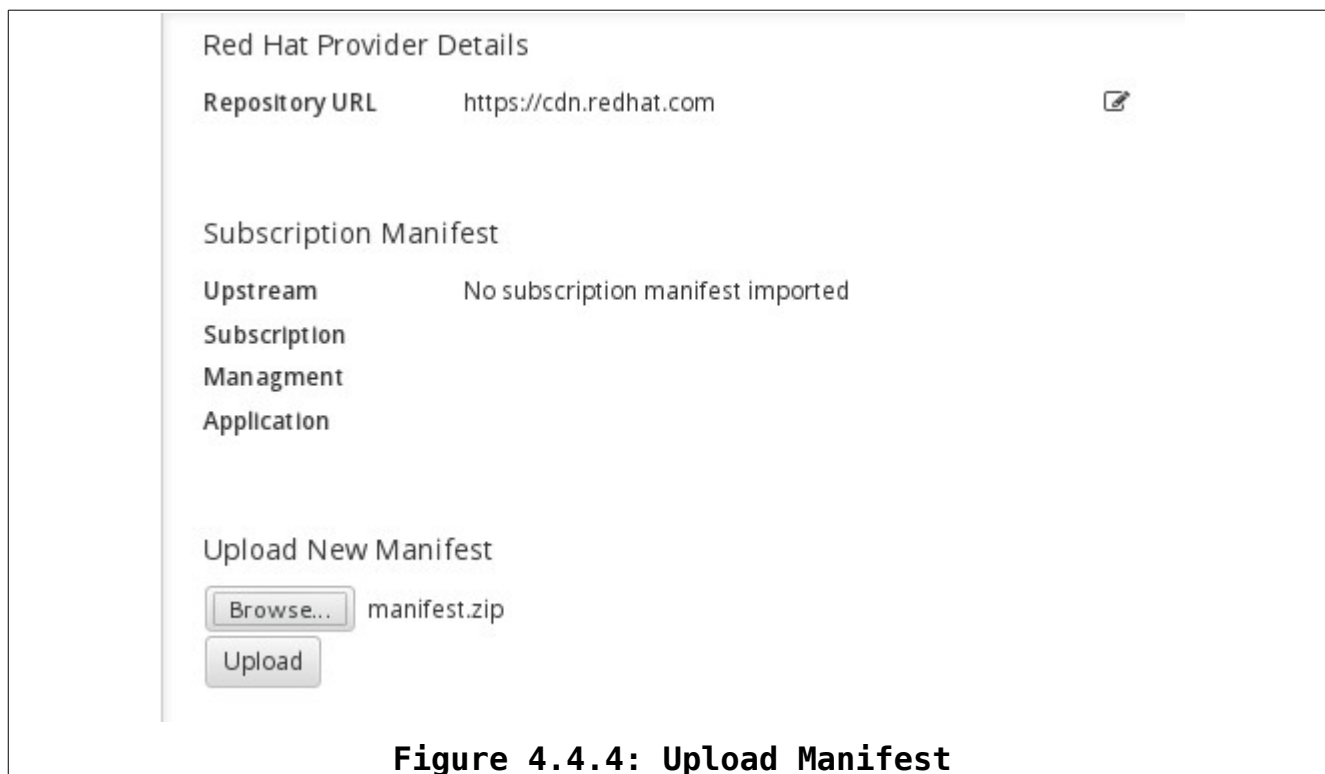 Red Hat Provider Details
Repository URL https://cdn.redhat.com
Subscription Manifest
Upstream No subscription manifest imported
Subscription
Managment
Application
Upload New Manifest
Browse... manifest.zip
Upload
Figure 4.4.4: Upload Manifest